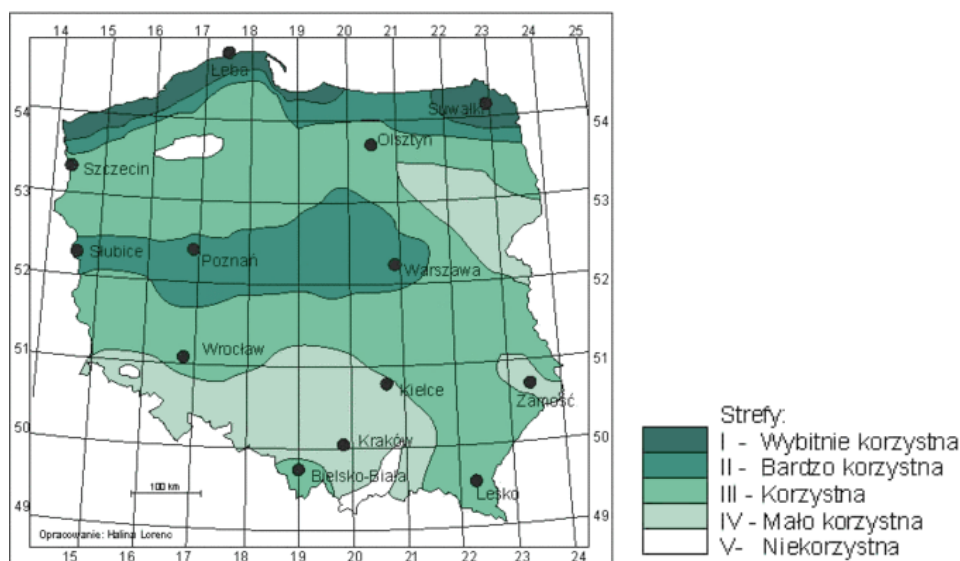 14 15 16 17 18 19 20 21 22 23 24 25
Łeba
54
Suwałki
54
Olsztyn
Szczecin
53
53
Słubice
Poznań
Warszawa
52
52
Wrocław
51
51
Kielce
Zamość
50
Kraków
50
Bielsko-Biała
Lesko
100 km
49
49
Opracowanie: Halina Lorenc
15 16 17 18 19 20 21 22 23 24
Strefy:
I - Wybitnie korzystna
II - Bardzo korzystna
III - Korzystna
IV - Mało korzystna
V- Niekorzystna